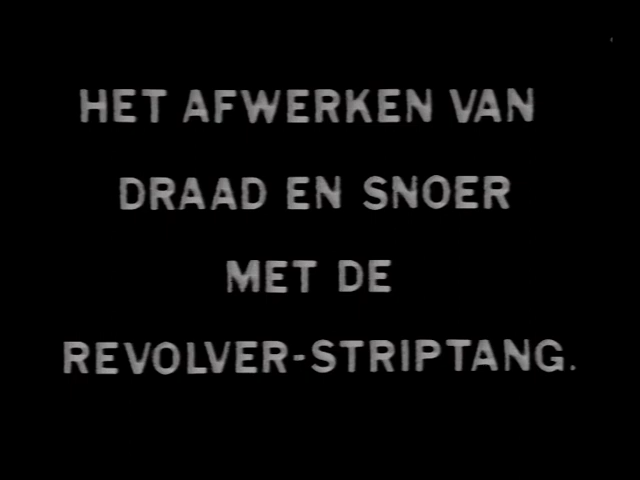 HET AFWERKEN VAN
DRAAD EN SNOER
MET DE
REVOLVER-STRIPTANG.